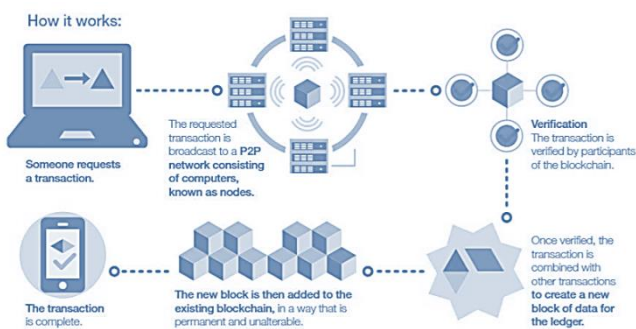 How it works:
Someone requests
a transaction.
The requested
transaction is
broadcast to a P2P
network consisting
of computers,
known as nodes.
Verification
The transaction is
verified by participants
of the blockchain.
Once verified, the
transaction is
combined with
other transactions
to create a new
block of data for
the ledger.
The new block is then added to the
existing blockchain, in a way that is
permanent and unalterable.
The transaction
is complete.